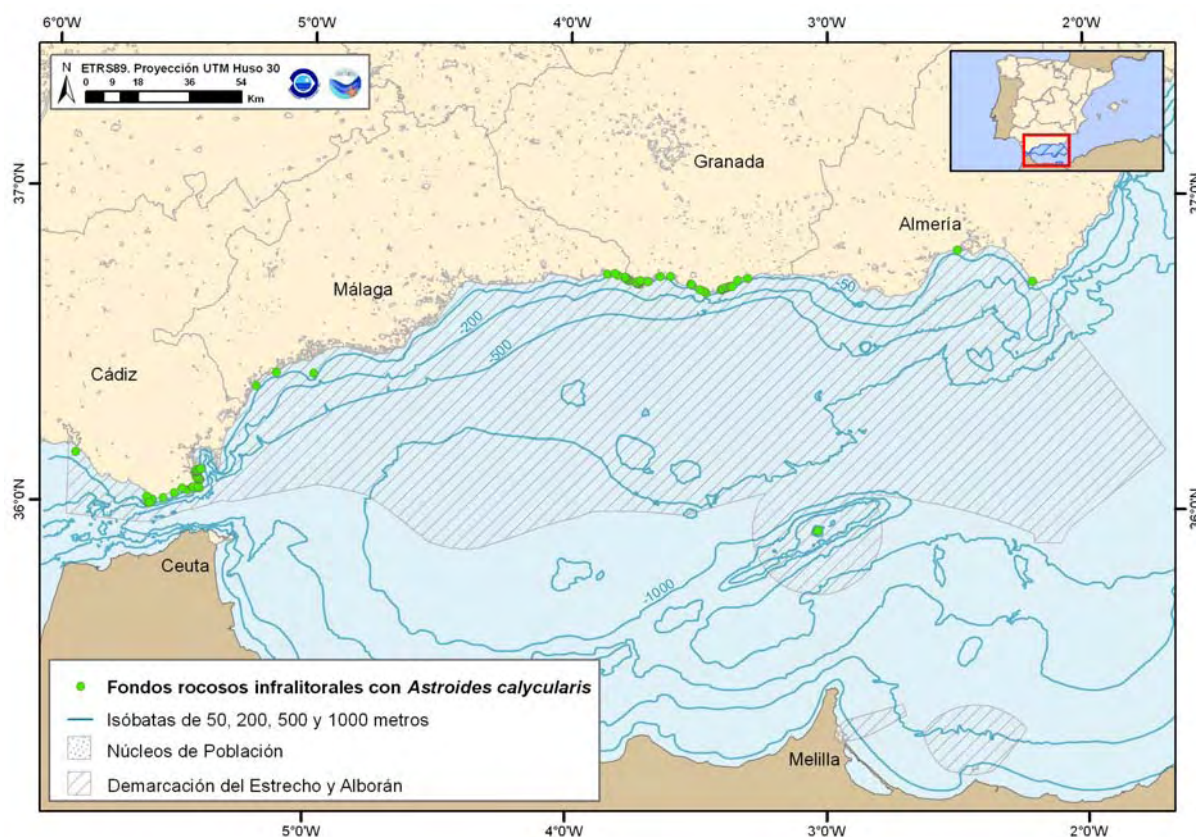 6°0'W 5°0'W 4°0'W 3°0'W 2°0'W
N ETRS89. Proyección UTM Huso 30
0 9 18 36 54
Km
37°0'N
37°0'N
Granada
Almería
-50
Málaga
-200
-500
Cádiz
36°0'N
36°0'N
Ceuta
-1000
Fondos rocosos infralitorales con Astroides calycularis
Isóbatas de 50, 200, 500 y 1000 metros
Núcleos de Población
Demarcación del Estrecho y Alborán
Melilla
5°0'W 4°0'W 3°0'W 2°0'W